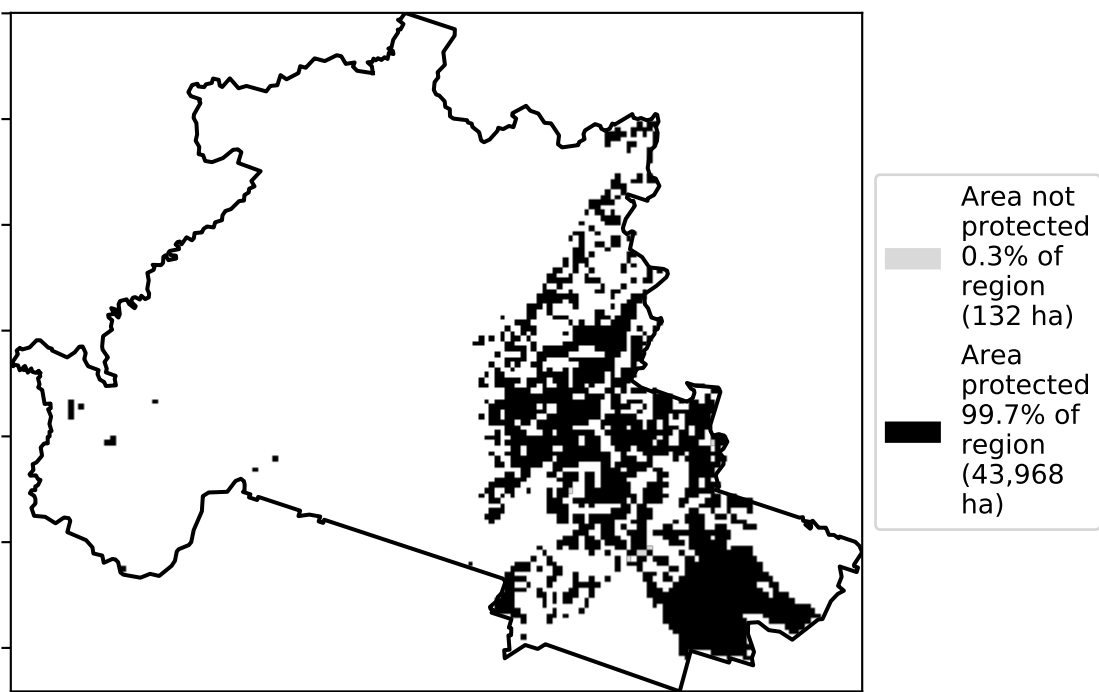 Area not
protected
0.3% of
region
(132 ha)
Area
protected
99.7% of
region
(43,968
ha)